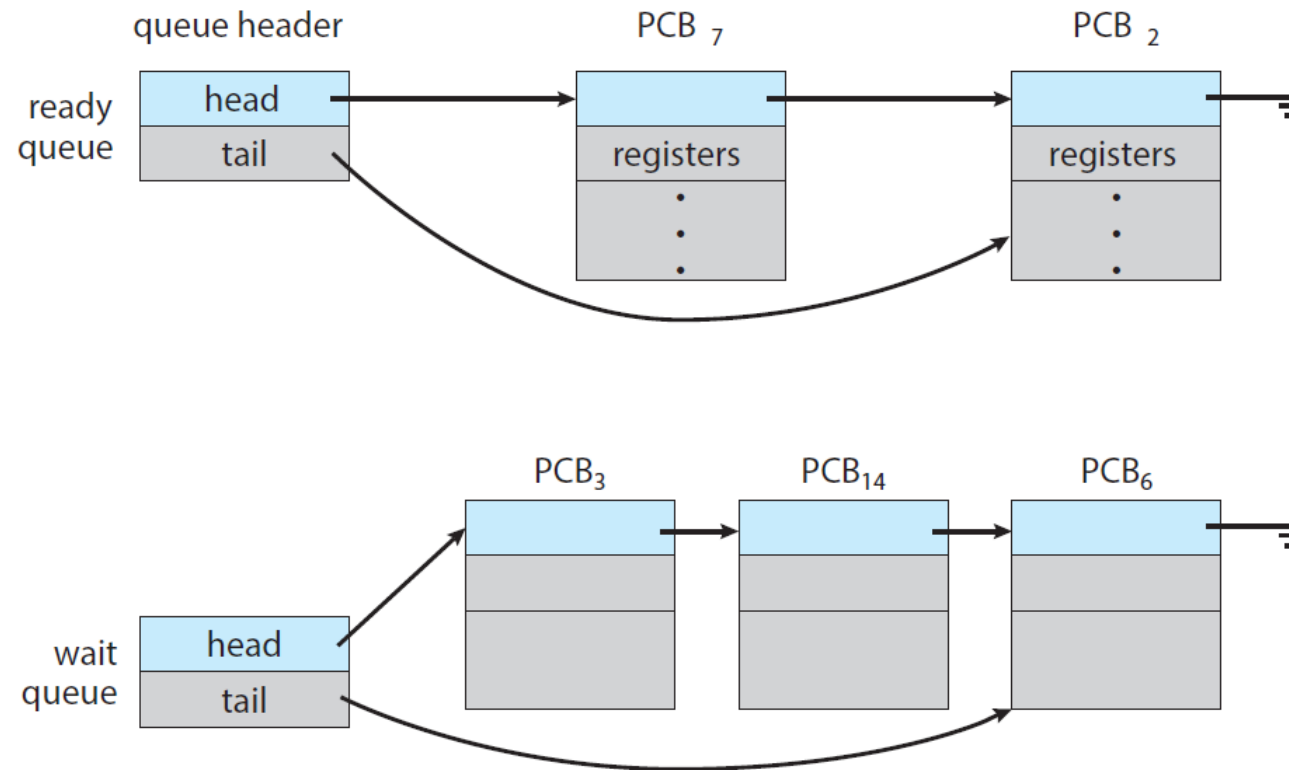 queue header
PCB 7
PCB 2
ready
queue
head
tail
registers
registers
PCB3
PCB14
PCB6
wait
queue
head
tail